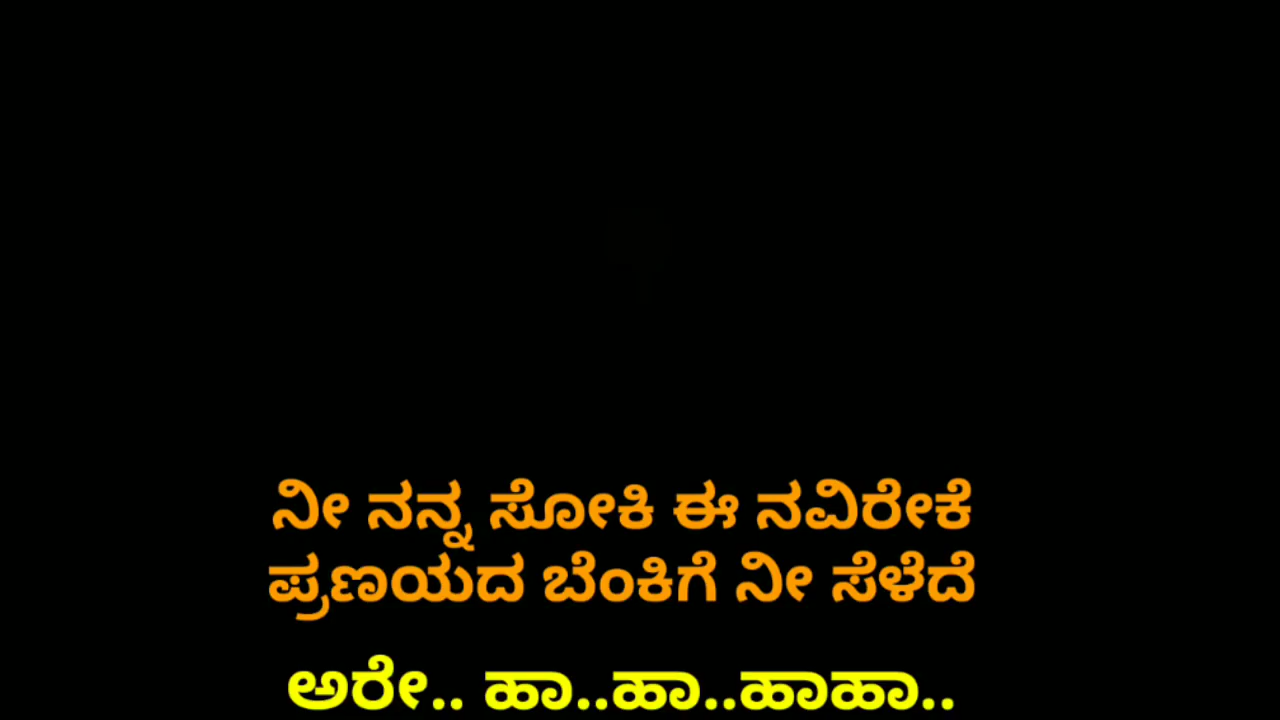 ನೀ ನನ್ನ ಸೋಕಿ ಈ ನವಿರೇಕೆ
ಪ್ರಣಯದ ಬೆಂಕಿಗೆ ನೀ ಸೆಳೆದೆ
ಅರೇ.. ಹಾ..ಹಾ..ಹಾಹಾ..